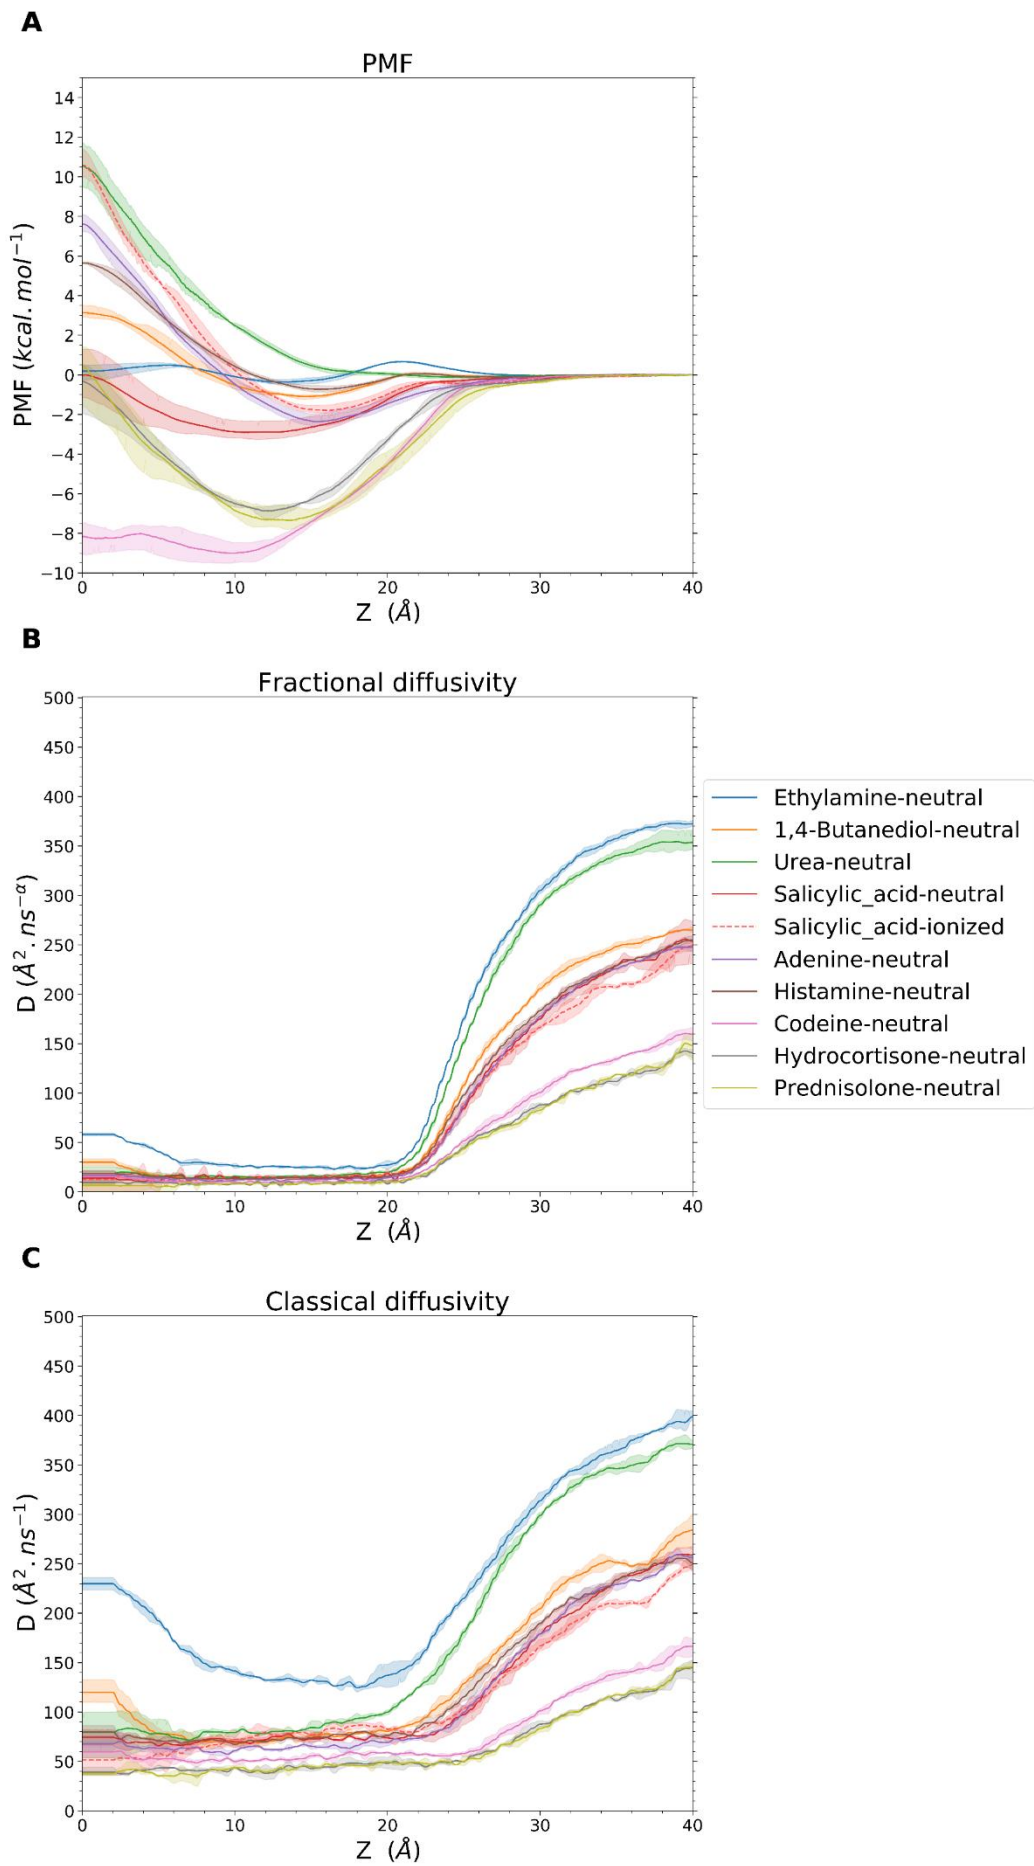 A
PMF
14
12
10
8
6
4
2
0
−2
−4
−6
−8
−10
PMF (kcal.mol⁻¹)
0 10 20 30 40
Z (Å)
B
Fractional diffusivity
500
450
400
350
300
250
200
150
100
50
0
D (Å².ns⁻ᵅ)
0 10 20 30 40
Z (Å)
Ethylamine-neutral
1,4-Butanediol-neutral
Urea-neutral
Salicylic_acid-neutral
Salicylic_acid-ionized
Adenine-neutral
Histamine-neutral
Codeine-neutral
Hydrocortisone-neutral
Prednisolone-neutral
C
Classical diffusivity
500
450
400
350
300
250
200
150
100
50
0
D (Å².ns⁻¹)
0 10 20 30 40
Z (Å)